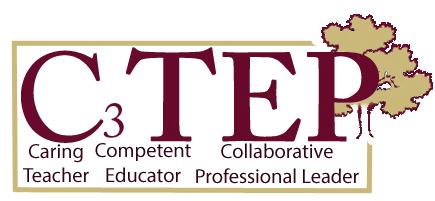 C3TEP
Caring Competent Collaborative
Teacher Educator Professional Leader